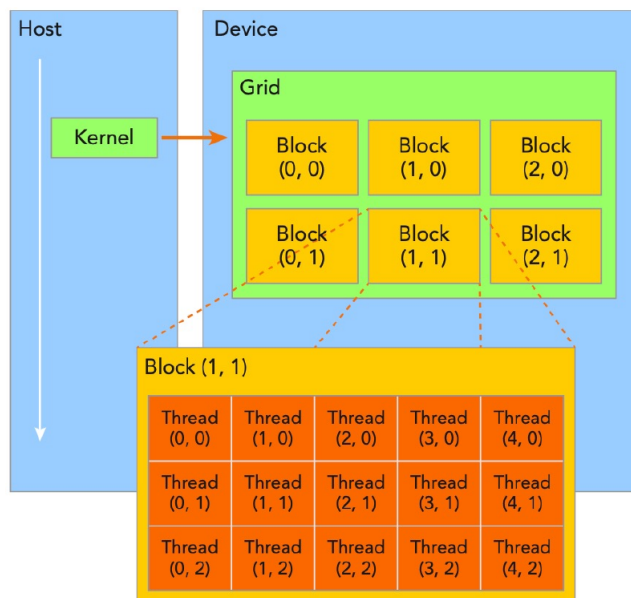 Host
Device
Grid
Kernel
Block
(0, 0)
Block
(1, 0)
Block
(2, 0)
Block
(0, 1)
Block
(1, 1)
Block
(2, 1)
Block (1, 1)
Thread
(0, 0)
Thread
(1, 0)
Thread
(2, 0)
Thread
(3, 0)
Thread
(4, 0)
Thread
(0, 1)
Thread
(1, 1)
Thread
(2, 1)
Thread
(3, 1)
Thread
(4, 1)
Thread
(0, 2)
Thread
(1, 2)
Thread
(2, 2)
Thread
(3, 2)
Thread
(4, 2)